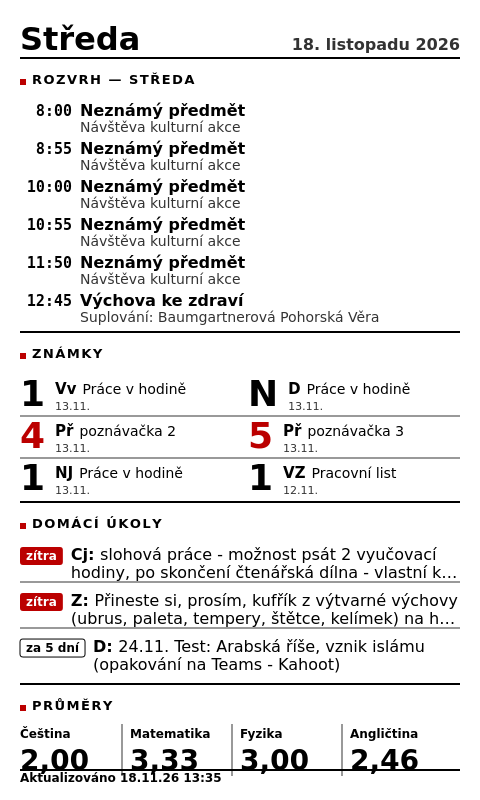 Středa
18. listopadu 2026
ROZVRH — STŘEDA
8:00 Neznámý předmět
Návštěva kulturní akce
8:55 Neznámý předmět
Návštěva kulturní akce
10:00 Neznámý předmět
Návštěva kulturní akce
10:55 Neznámý předmět
Návštěva kulturní akce
11:50 Neznámý předmět
Návštěva kulturní akce
12:45 Výchova ke zdraví
Suplování: Baumgartnerová Pohorská Věra
ZNÁMKY
1 Vv Práce v hodině
13.11.
N D Práce v hodině
13.11.
4 Př poznávačka 2
13.11.
5 Př poznávačka 3
13.11.
1 NJ Práce v hodině
13.11.
1 VZ Pracovní list
12.11.
DOMÁCÍ ÚKOLY
zítra Cj: slohová práce - možnost psát 2 vyučovací
hodiny, po skončení čtenářská dílna - vlastní k…
zítra Z: Přineste si, prosím, kufřík z výtvarné výchovy
(ubrus, paleta, tempery, štětce, kelímek) na h…
za 5 dní D: 24.11. Test: Arabská říše, vznik islámu
(opakování na Teams - Kahoot)
PRŮMĚRY
Čeština Matematika Fyzika Angličtina
2,00 3,33 3,00 2,46
Aktualizováno 18.11.26 13:35